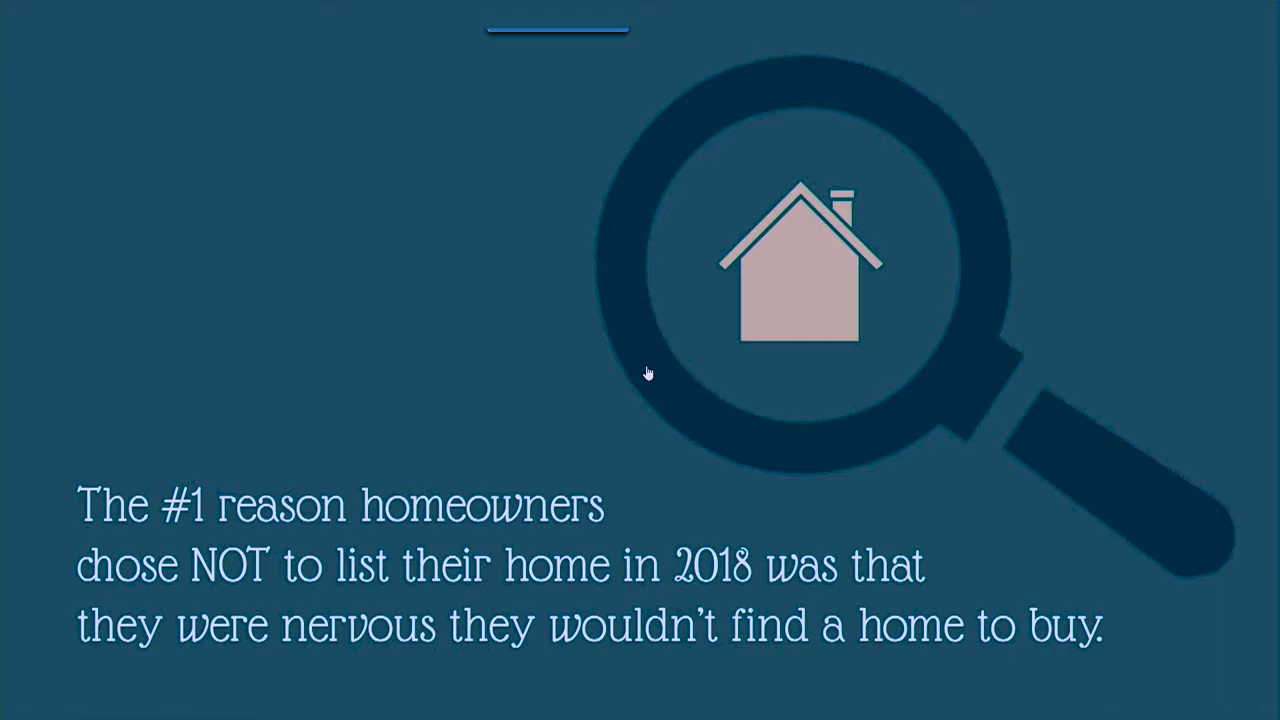 The #1 reason homeowners
chose NOT to list their home in 2018 was that
they were nervous they wouldn't find a home to buy.